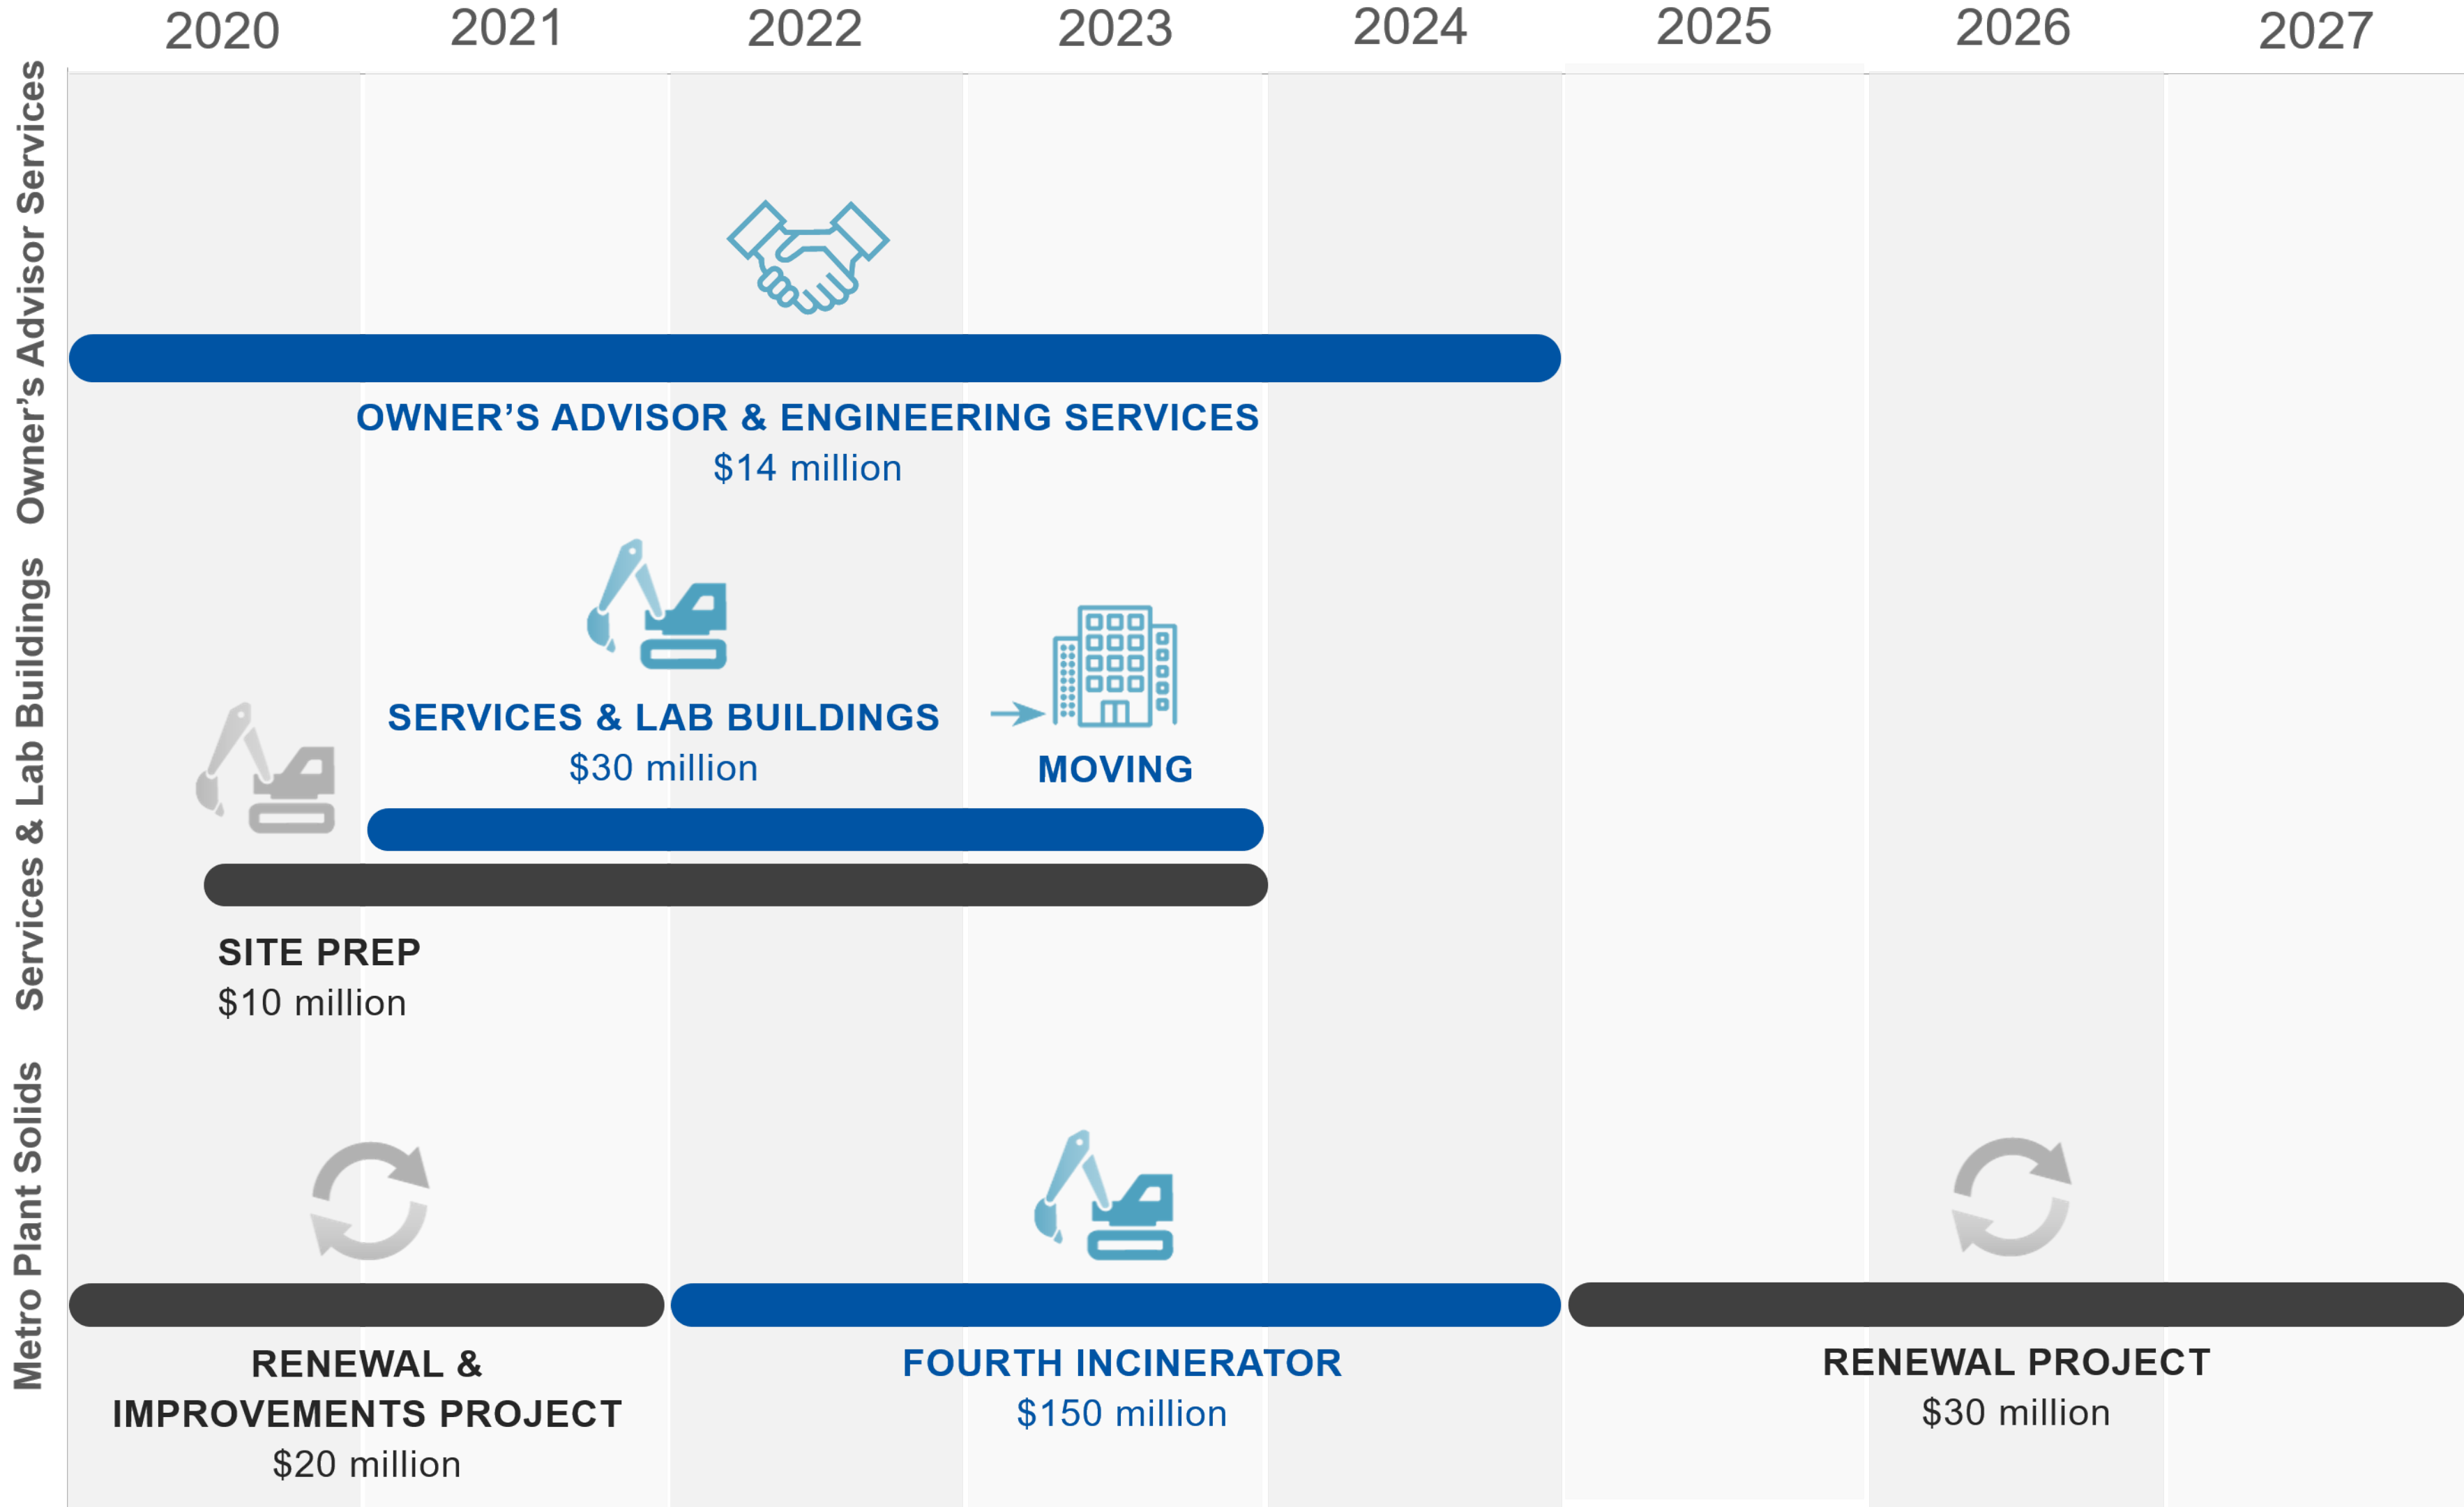 2020 2021 2022 2023 2024 2025 2026 2027
Owner’s Advisor Services
OWNER’S ADVISOR & ENGINEERING SERVICES
$14 million
Services & Lab Buildings
SERVICES & LAB BUILDINGS
$30 million
MOVING
SITE PREP
$10 million
Metro Plant Solids
RENEWAL &
IMPROVEMENTS PROJECT
$20 million
FOURTH INCINERATOR
$150 million
RENEWAL PROJECT
$30 million